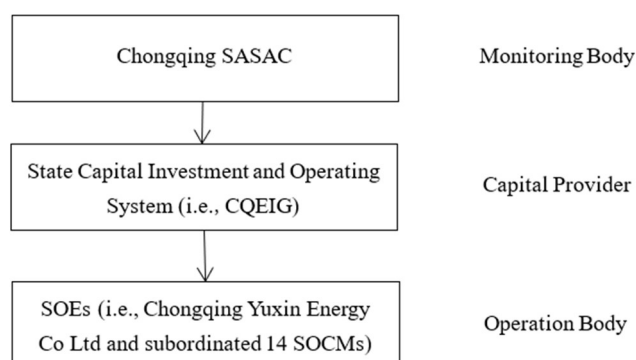 Chongqing SASAC
Monitoring Body
State Capital Investment and Operating
System (i.e., CQEIG)
Capital Provider
SOEs (i.e., Chongqing Yuxin Energy
Co Ltd and subordinated 14 SOCMs)
Operation Body